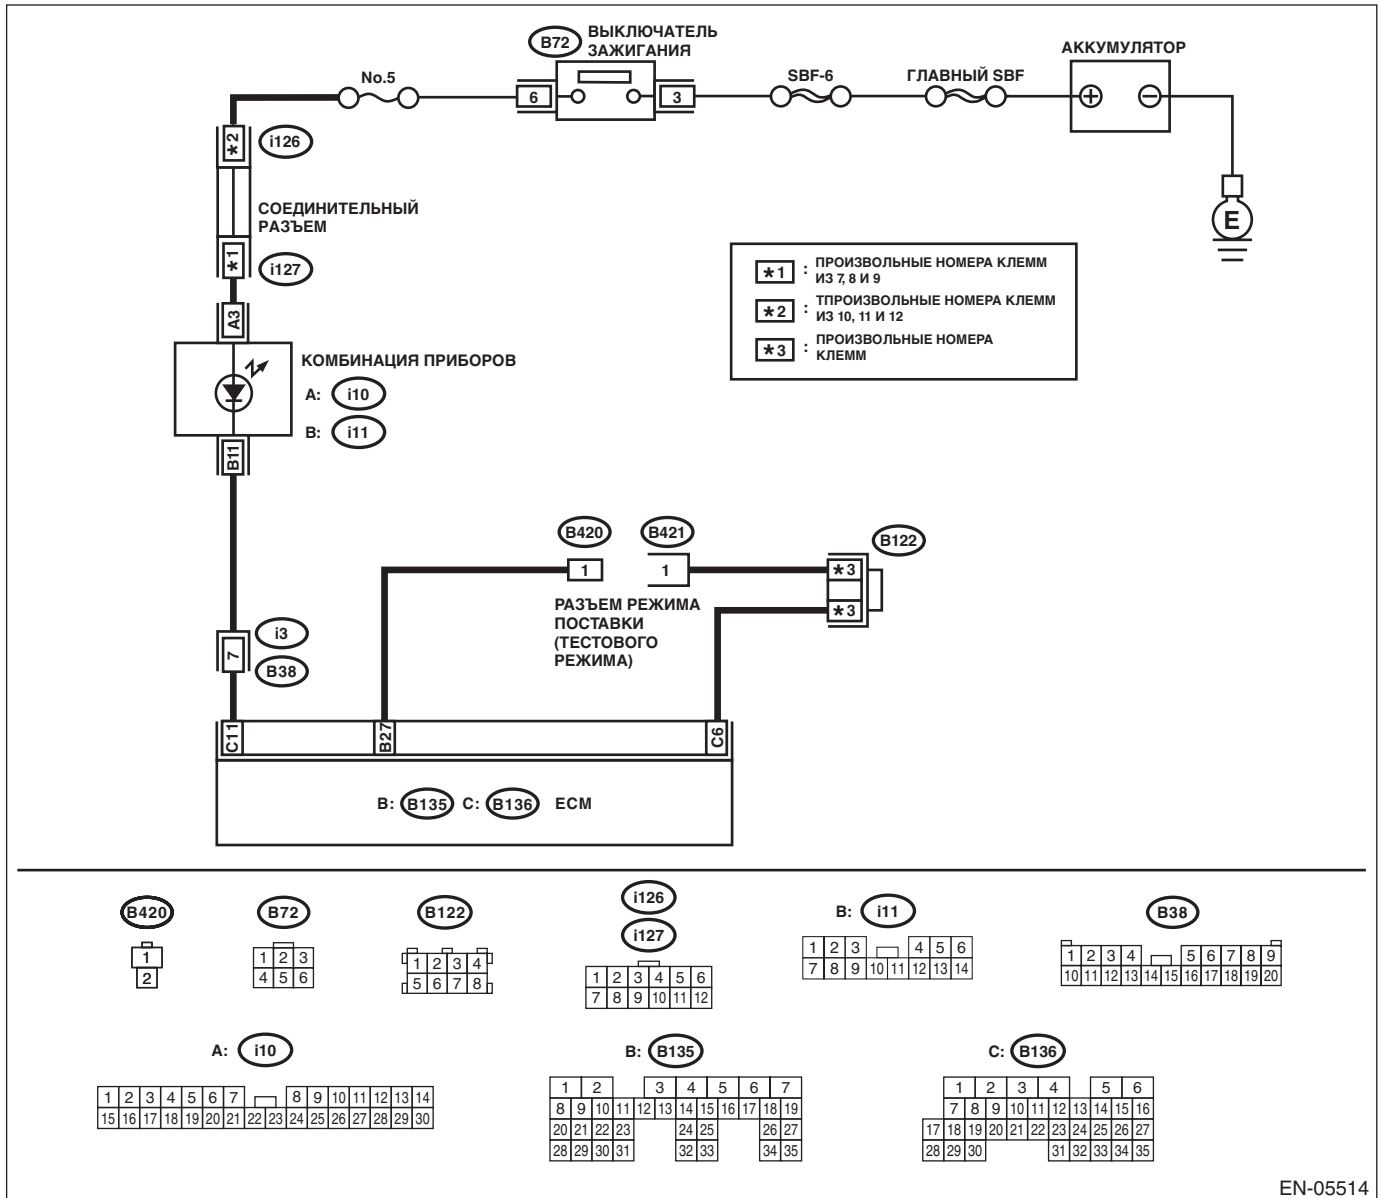 B72
ВЫКЛЮЧАТЕЛЬ
ЗАЖИГАНИЯ
No.5
6
3
SBF-6
ГЛАВНЫЙ SBF
АККУМУЛЯТОР
+
−
E
*2
i126
СОЕДИНИТЕЛЬНЫЙ
РАЗЪЕМ
*1
i127
A3
КОМБИНАЦИЯ ПРИБОРОВ
A: i10
B: i11
B11
*1 : ПРОИЗВОЛЬНЫЕ НОМЕРА КЛЕММ
ИЗ 7, 8 И 9
*2 : ТПРОИЗВОЛЬНЫЕ НОМЕРА КЛЕММ
ИЗ 10, 11 И 12
*3 : ПРОИЗВОЛЬНЫЕ НОМЕРА
КЛЕММ
B420
B421
B122
1
1
*3
*3
РАЗЪЕМ РЕЖИМА
ПОСТАВКИ
(ТЕСТОВОГО
РЕЖИМА)
i3
7
B38
C11
B27
C6
B: B135 C: B136 ECM
B420
1
2
B72
1 2 3
4 5 6
B122
1 2 3 4
5 6 7 8
i126
i127
1 2 3 4 5 6
7 8 9 10 11 12
B: i11
1 2 3 4 5 6
7 8 9 10 11 12 13 14
B38
1 2 3 4 5 6 7 8 9
10 11 12 13 14 15 16 17 18 19 20
A: i10
1 2 3 4 5 6 7 8 9 10 11 12 13 14
15 16 17 18 19 20 21 22 23 24 25 26 27 28 29 30
B: B135
1 2 3 4 5 6 7
8 9 10 11 12 13 14 15 16 17 18 19
20 21 22 23 24 25 26 27
28 29 30 31 32 33 34 35
C: B136
1 2 3 4 5 6
7 8 9 10 11 12 13 14 15 16
17 18 19 20 21 22 23 24 25 26 27
28 29 30 31 32 33 34 35
EN-05514